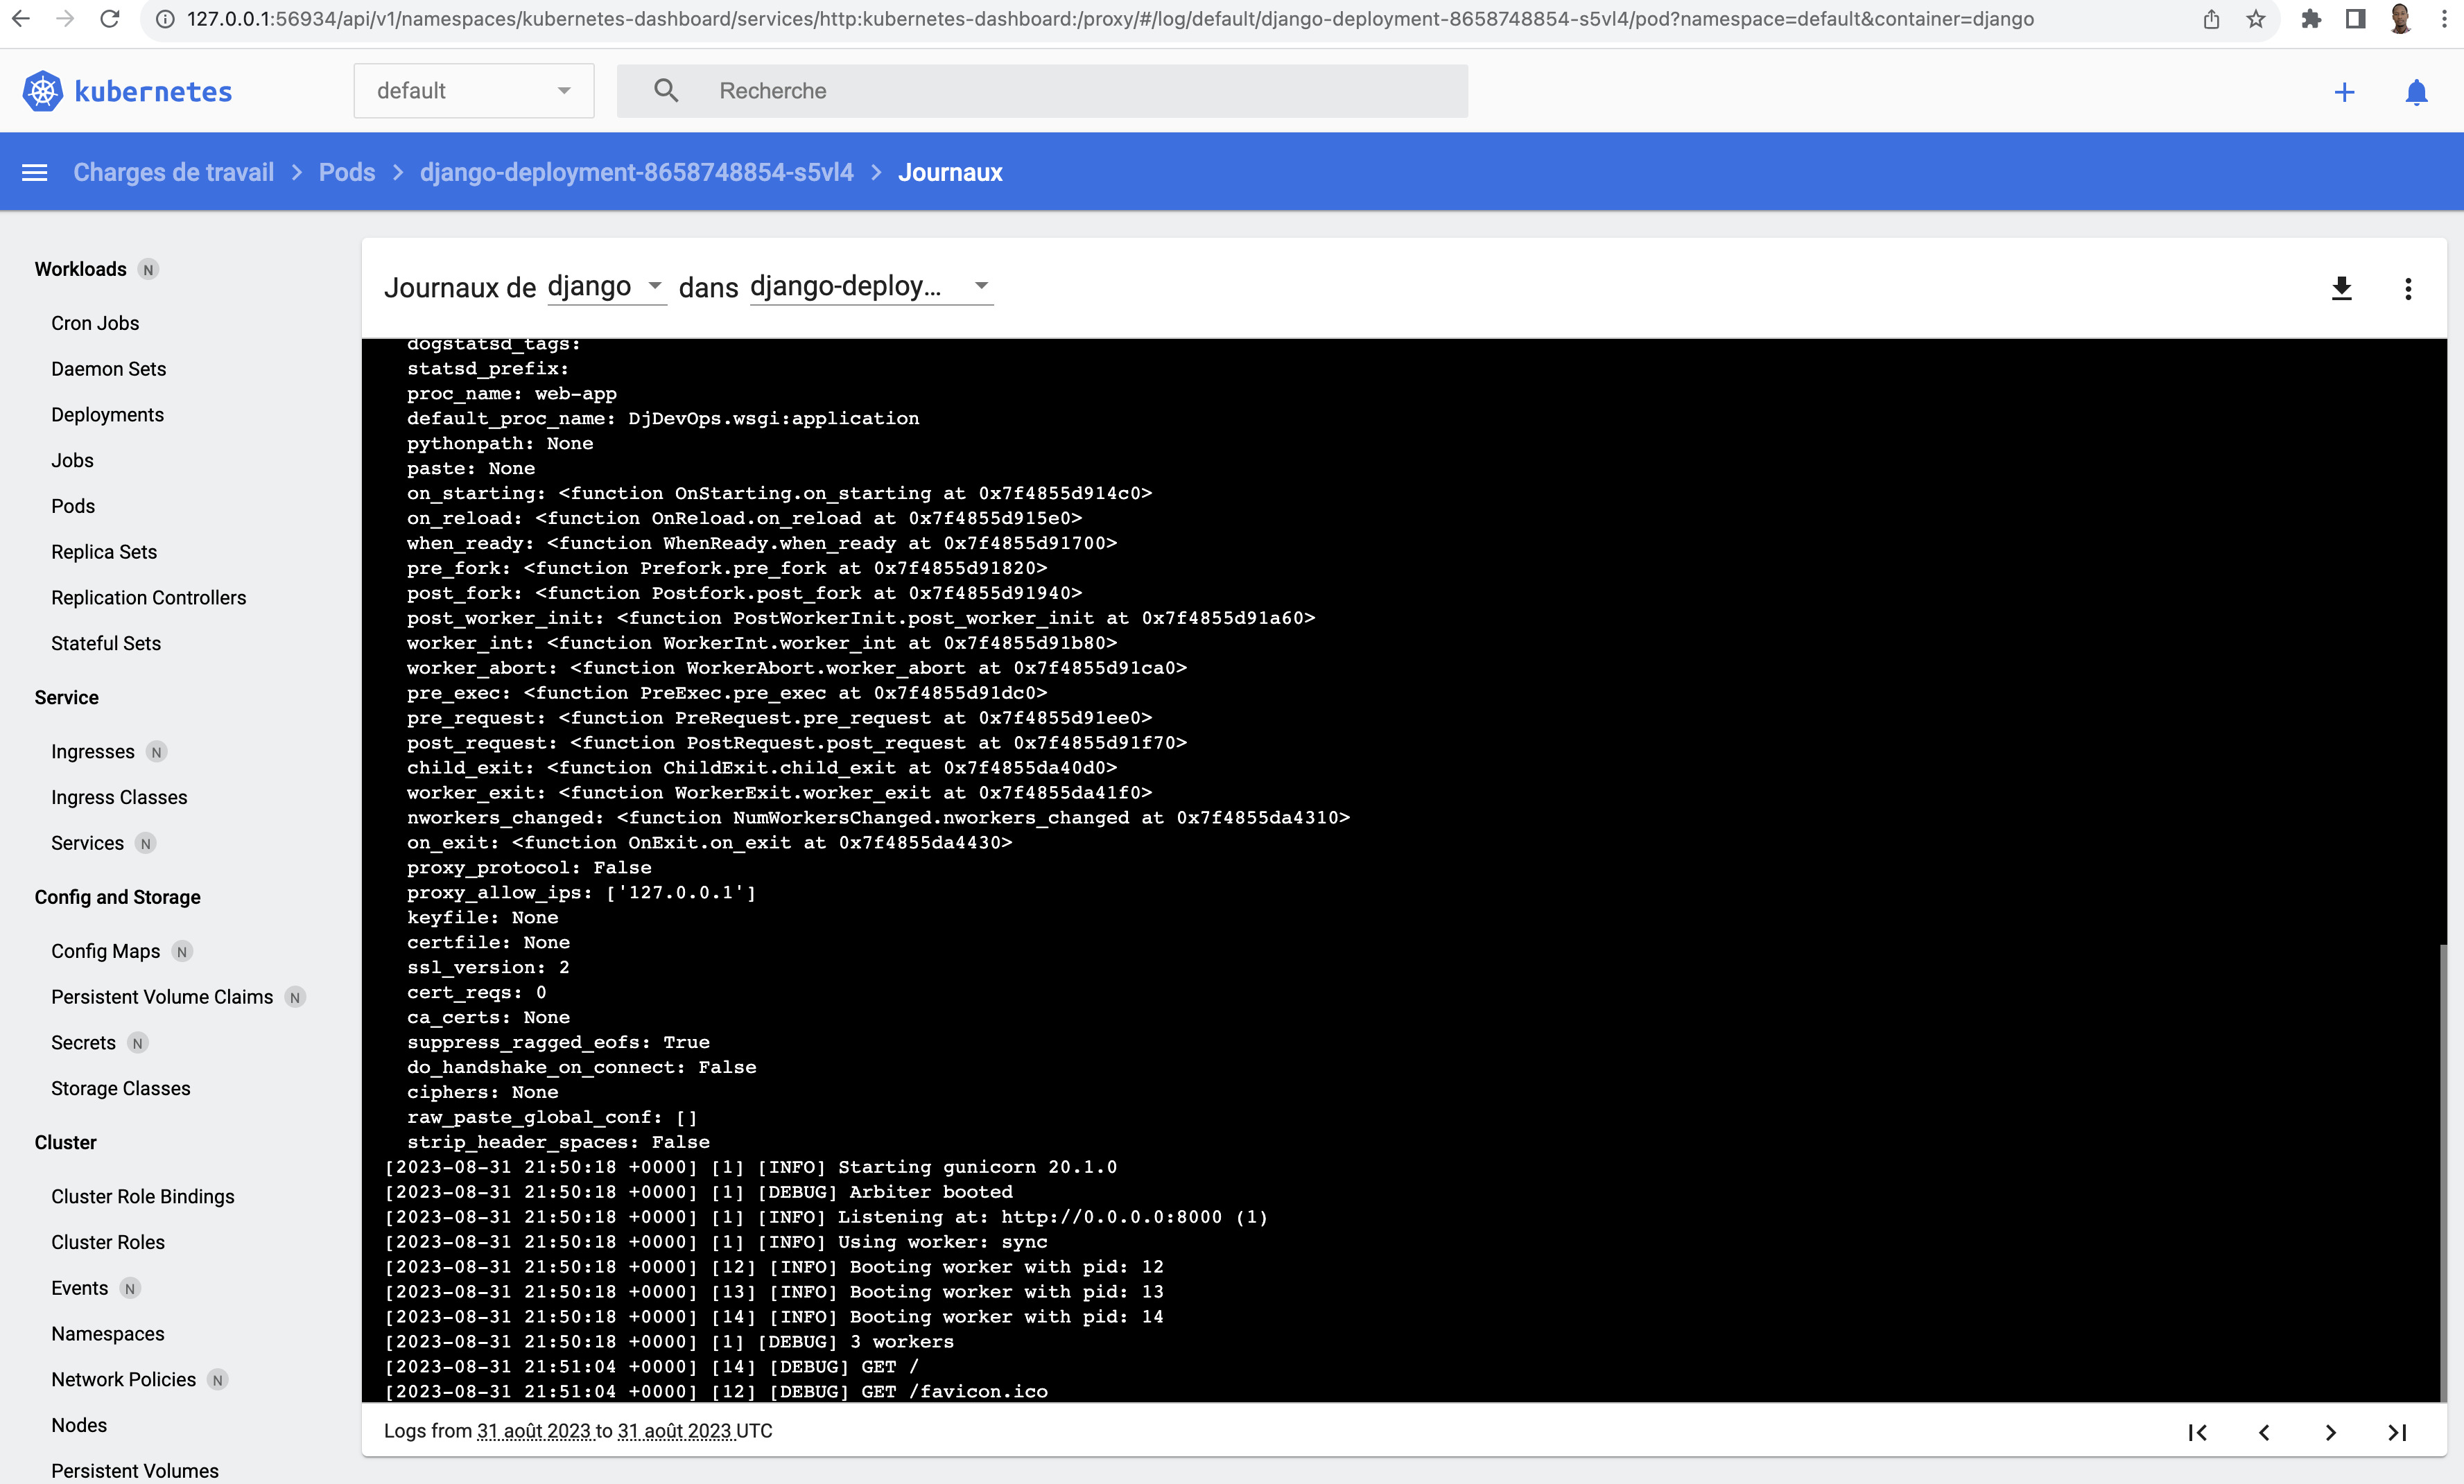 127.0.0.1:56934/api/v1/namespaces/kubernetes-dashboard/services/http:kubernetes-dashboard:/proxy/#/log/default/django-deployment-8658748854-s5vl4/pod?namespace=default&container=django
kubernetes
default
Recherche
Charges de travail > Pods > django-deployment-8658748854-s5vl4 > Journaux
Workloads N
Cron Jobs
Daemon Sets
Deployments
Jobs
Pods
Replica Sets
Replication Controllers
Stateful Sets
Service
Ingresses N
Ingress Classes
Services N
Config and Storage
Config Maps N
Persistent Volume Claims N
Secrets N
Storage Classes
Cluster
Cluster Role Bindings
Cluster Roles
Events N
Namespaces
Network Policies N
Nodes
Persistent Volumes
Journaux de django dans django-deploy...
dogstatsd_tags:
statsd_prefix:
proc_name: web-app
default_proc_name: DjDevOps.wsgi:application
pythonpath: None
paste: None
on_starting: <function OnStarting.on_starting at 0x7f4855d914c0>
on_reload: <function OnReload.on_reload at 0x7f4855d915e0>
when_ready: <function WhenReady.when_ready at 0x7f4855d91700>
pre_fork: <function Prefork.pre_fork at 0x7f4855d91820>
post_fork: <function Postfork.post_fork at 0x7f4855d91940>
post_worker_init: <function PostWorkerInit.post_worker_init at 0x7f4855d91a60>
worker_int: <function WorkerInt.worker_int at 0x7f4855d91b80>
worker_abort: <function WorkerAbort.worker_abort at 0x7f4855d91ca0>
pre_exec: <function PreExec.pre_exec at 0x7f4855d91dc0>
pre_request: <function PreRequest.pre_request at 0x7f4855d91ee0>
post_request: <function PostRequest.post_request at 0x7f4855d91f70>
child_exit: <function ChildExit.child_exit at 0x7f4855da40d0>
worker_exit: <function WorkerExit.worker_exit at 0x7f4855da41f0>
nworkers_changed: <function NumWorkersChanged.nworkers_changed at 0x7f4855da4310>
on_exit: <function OnExit.on_exit at 0x7f4855da4430>
proxy_protocol: False
proxy_allow_ips: ['127.0.0.1']
keyfile: None
certfile: None
ssl_version: 2
cert_reqs: 0
ca_certs: None
suppress_ragged_eofs: True
do_handshake_on_connect: False
ciphers: None
raw_paste_global_conf: []
strip_header_spaces: False
[2023-08-31 21:50:18 +0000] [1] [INFO] Starting gunicorn 20.1.0
[2023-08-31 21:50:18 +0000] [1] [DEBUG] Arbiter booted
[2023-08-31 21:50:18 +0000] [1] [INFO] Listening at: http://0.0.0.0:8000 (1)
[2023-08-31 21:50:18 +0000] [1] [INFO] Using worker: sync
[2023-08-31 21:50:18 +0000] [12] [INFO] Booting worker with pid: 12
[2023-08-31 21:50:18 +0000] [13] [INFO] Booting worker with pid: 13
[2023-08-31 21:50:18 +0000] [14] [INFO] Booting worker with pid: 14
[2023-08-31 21:50:18 +0000] [1] [DEBUG] 3 workers
[2023-08-31 21:51:04 +0000] [14] [DEBUG] GET /
[2023-08-31 21:51:04 +0000] [12] [DEBUG] GET /favicon.ico
Logs from 31 août 2023 to 31 août 2023 UTC